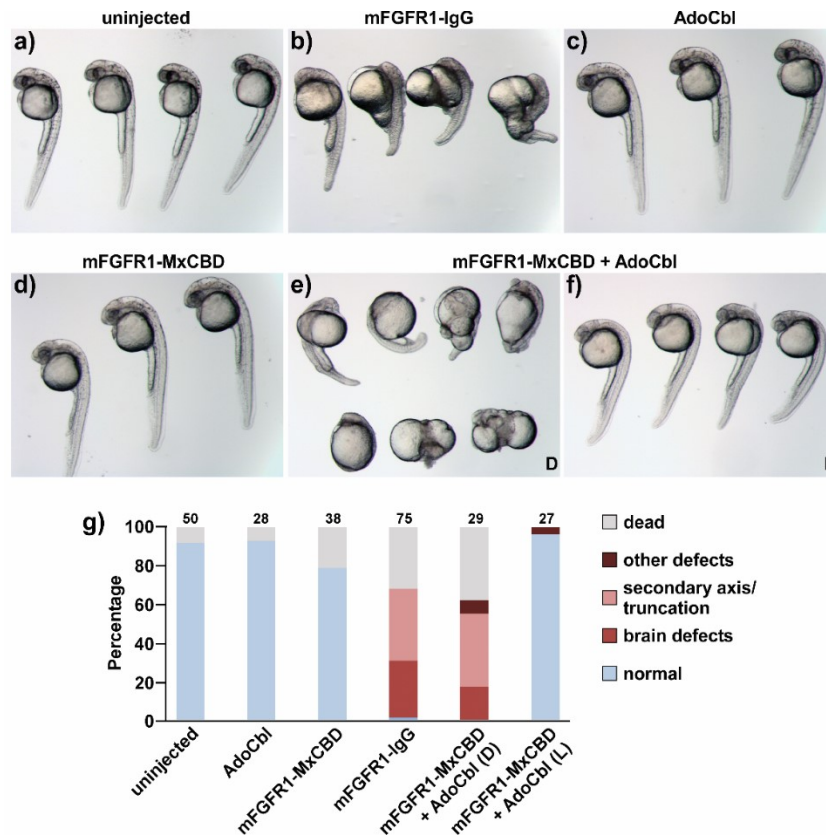 uninjected mFGFR1-IgG AdoCbl
a) b) c)
mFGFR1-MxCBD mFGFR1-MxCBD + AdoCbl
d) e) f)
D
g) 50 28 38 75 29 27
100
80
60
40
20
0
Percentage
uninjected
AdoCbl
mFGFR1-MxCBD
mFGFR1-IgG
mFGFR1-MxCBD
+ AdoCbl (D)
mFGFR1-MxCBD
+ AdoCbl (L)
dead
other defects
secondary axis/
truncation
brain defects
normal